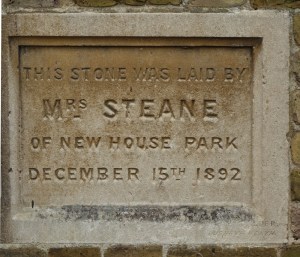 THIS STONE WAS LAID BY
MRS STEANE
OF NEW HOUSE PARK
DECEMBER 15TH 1892